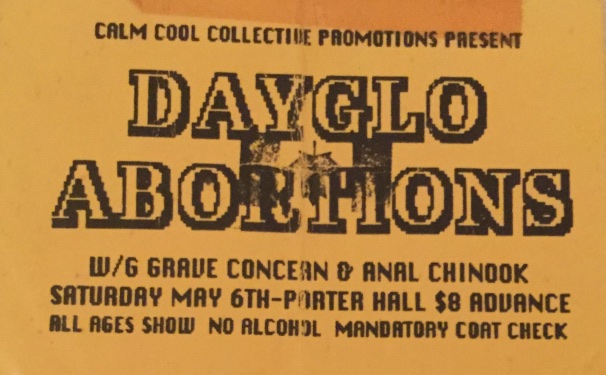 CALM COOL COLLECTIVE PROMOTIONS PRESENT
DAYGLO
ABORTIONS
W/G GRAVE CONCERN & ANAL CHINOOK
SATURDAY MAY 6TH-PORTER HALL $8 ADVANCE
ALL AGES SHOW NO ALCOHOL MANDATORY COAT CHECK